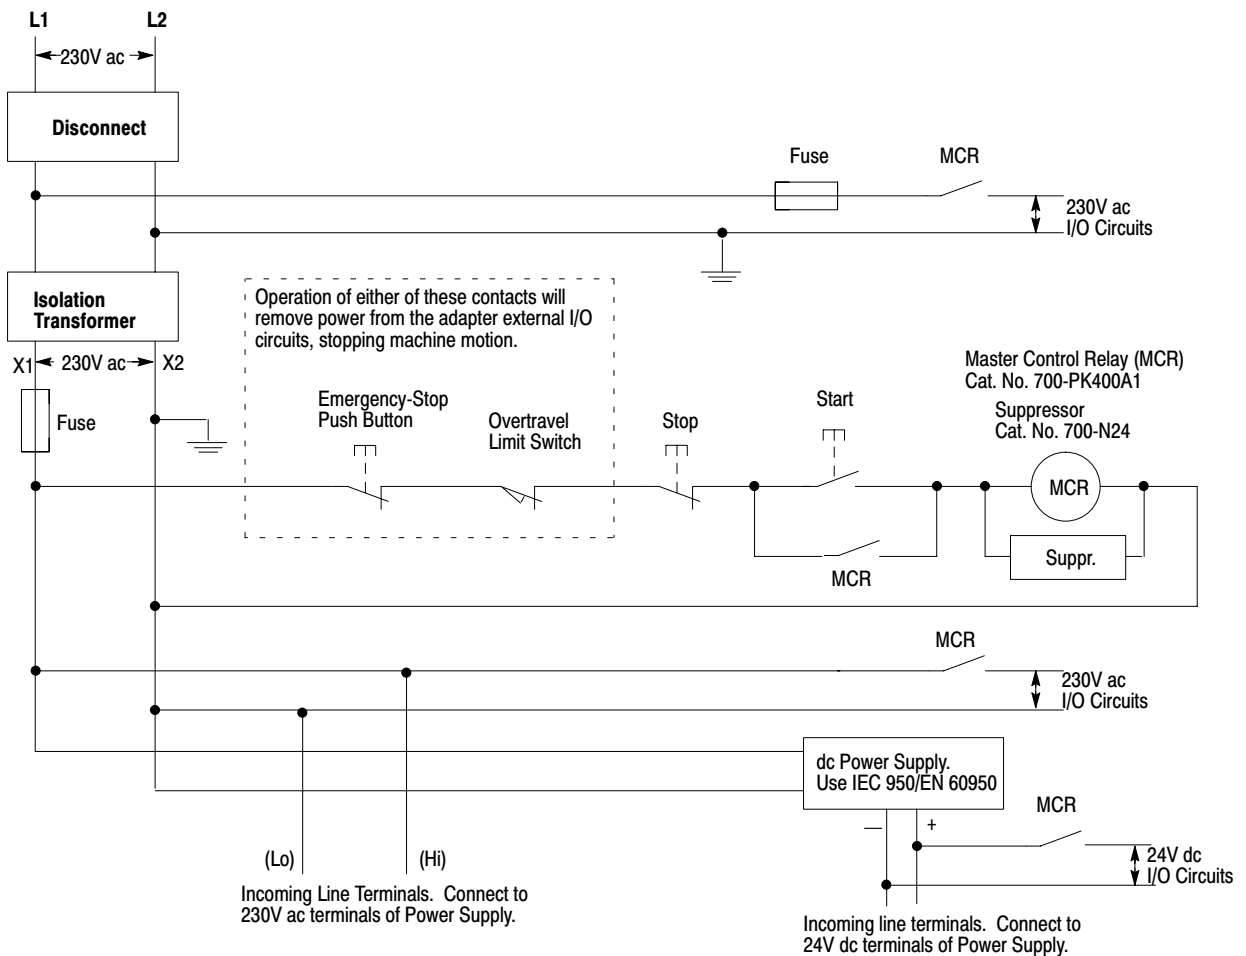 L1 L2
230V ac
Disconnect
Fuse MCR
230V ac
I/O Circuits
Isolation
Transformer
Operation of either of these contacts will
remove power from the adapter external I/O
circuits, stopping machine motion.
X1 230V ac X2
Fuse
Master Control Relay (MCR)
Cat. No. 700-PK400A1
Suppressor
Cat. No. 700-N24
Emergency-Stop
Push Button
Overtravel
Limit Switch
Stop
Start
MCR
Suppr.
MCR
MCR
230V ac
I/O Circuits
dc Power Supply.
Use IEC 950/EN 60950
— +
MCR
24V dc
I/O Circuits
(Lo) (Hi)
Incoming Line Terminals. Connect to
230V ac terminals of Power Supply.
Incoming line terminals. Connect to
24V dc terminals of Power Supply.